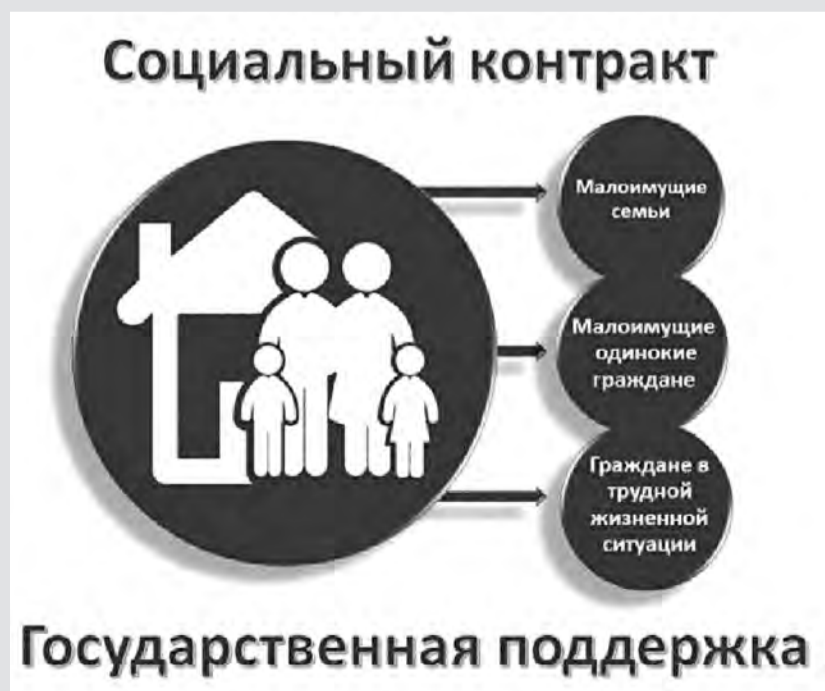 Социальный контракт
Малоимущие
семьи
Малоимущие
одинокие
граждане
Граждане в
трудной
жизненной
ситуации
Государственная поддержка